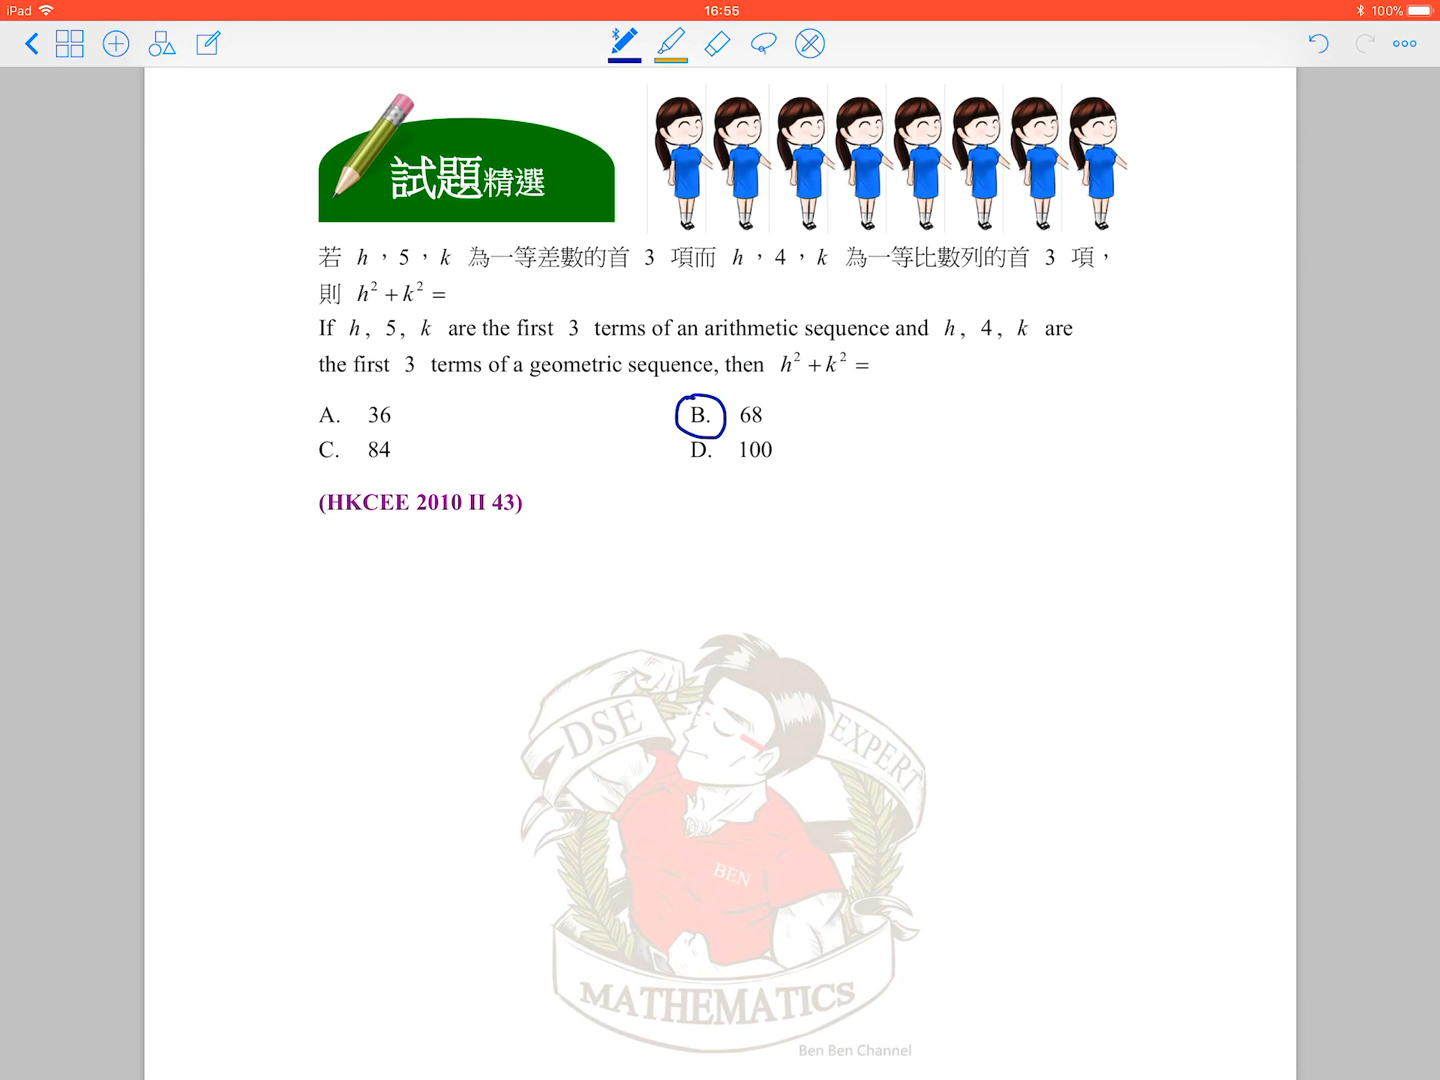 iPad 16:55 100%
試題精選
若 h，5，k 為一等差數的首 3 項而 h，4，k 為一等比數列的首 3 項，
則 h² + k² =
If h, 5, k are the first 3 terms of an arithmetic sequence and h, 4, k are
the first 3 terms of a geometric sequence, then h² + k² =
A. 36 B. 68
C. 84 D. 100
(HKCEE 2010 II 43)
DSE EXPERT
BEN
MATHEMATICS
Ben Ben Channel